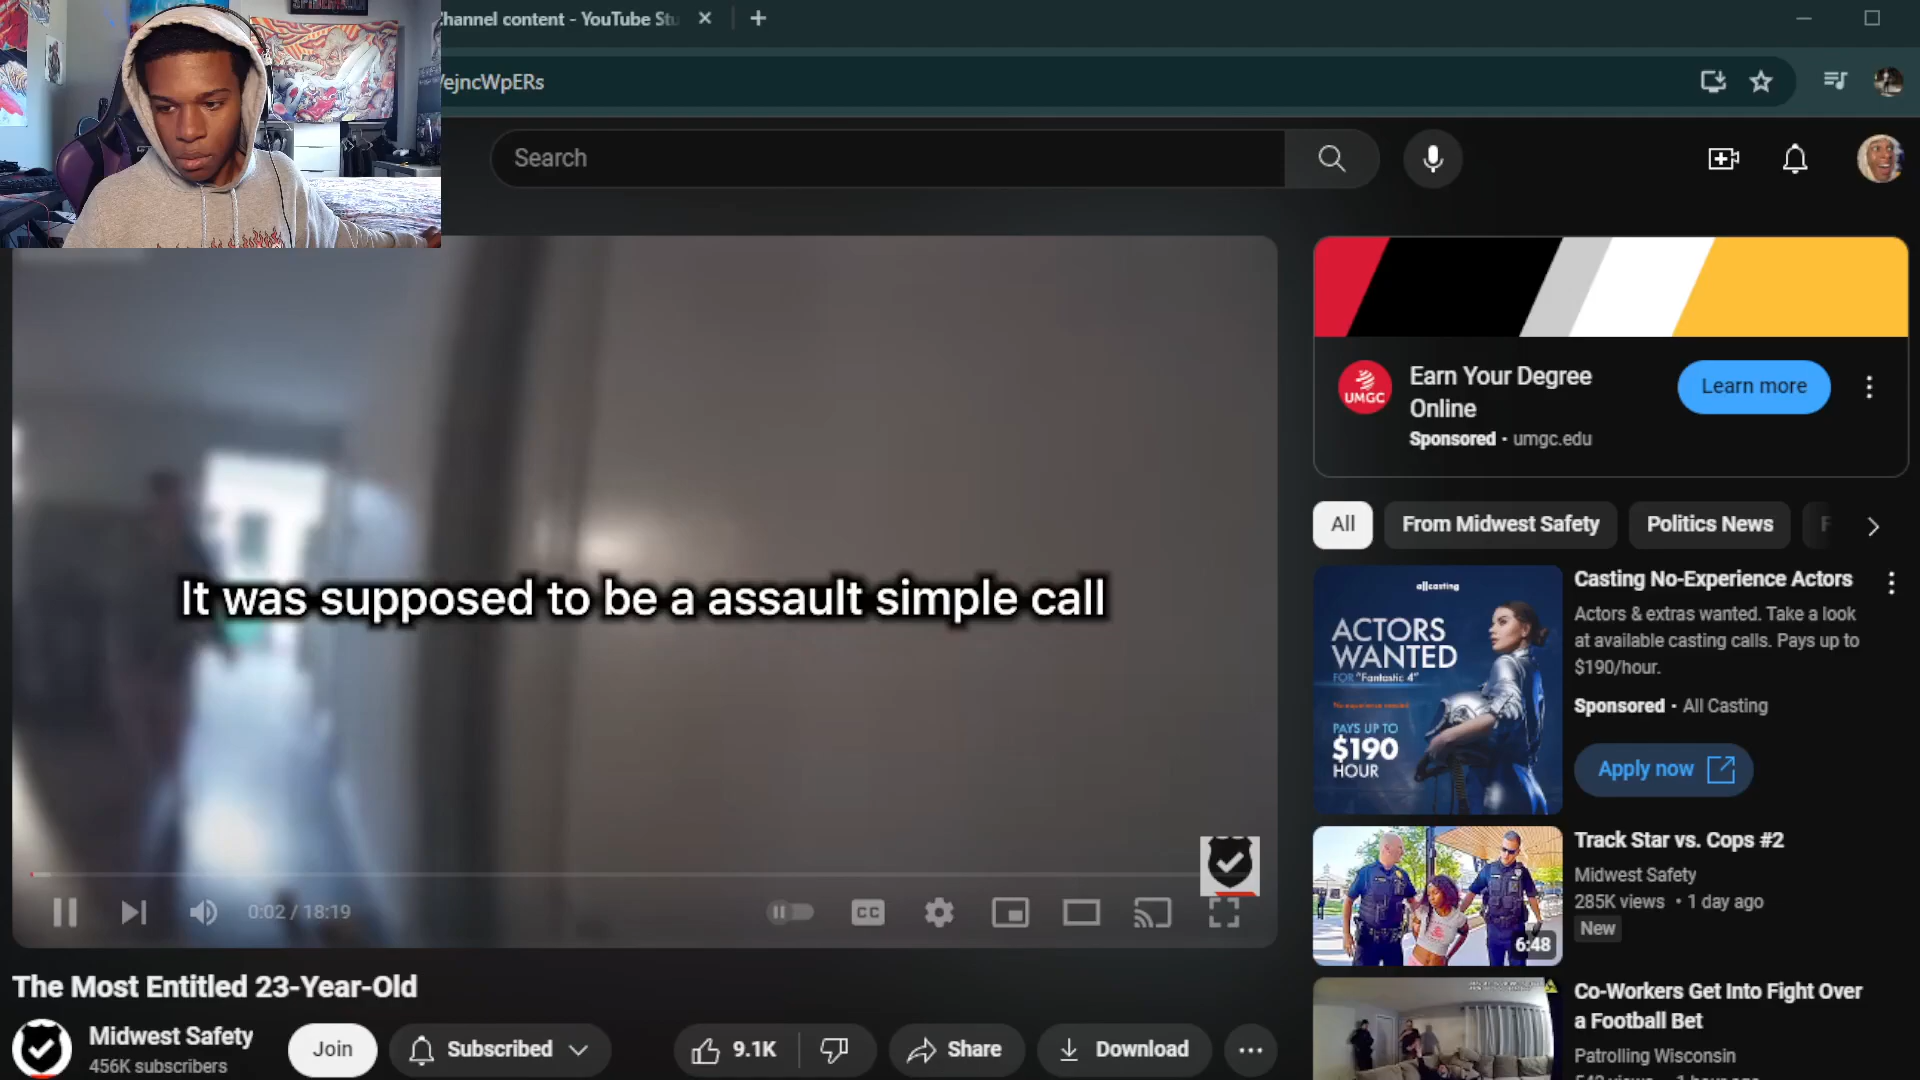 Channel content - YouTube Stu
/ejncWpERs
Search
It was supposed to be a assault simple call
0:02 / 18:19
CC
The Most Entitled 23-Year-Old
Midwest Safety
456K subscribers
Join
Subscribed
9.1K
Share
Download
UMGC
Earn Your Degree
Online
Sponsored • umgc.edu
Learn more
All
From Midwest Safety
Politics News
allcasting
ACTORS
WANTED
FOR "Fantastic 4"
PAYS UP TO
$190
HOUR
Casting No-Experience Actors
Actors & extras wanted. Take a look
at available casting calls. Pays up to
$190/hour.
Sponsored • All Casting
Apply now
6:48
Track Star vs. Cops #2
Midwest Safety
285K views • 1 day ago
New
Co-Workers Get Into Fight Over
a Football Bet
Patrolling Wisconsin